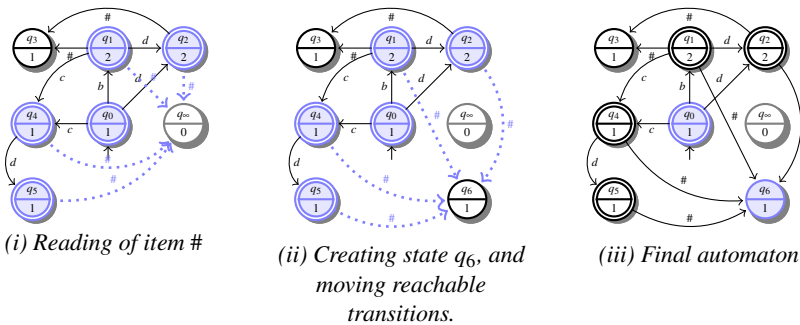 #
q3
1
#
q1
2
d
q2
2
c
#
b
d
#
q4
1
c
q0
1
q∞
0
d
#
#
q5
1
(i) Reading of item #
#
q3
1
#
q1
2
d
q2
2
c
b
d
#
#
q4
1
c
q0
1
q∞
0
d
#
q5
1
#
q6
1
(ii) Creating state q6, and
moving reachable
transitions.
#
q3
1
#
q1
2
d
q2
2
c
b
d
#
q4
1
c
q0
1
q∞
0
d
#
q5
1
#
q6
1
(iii) Final automaton